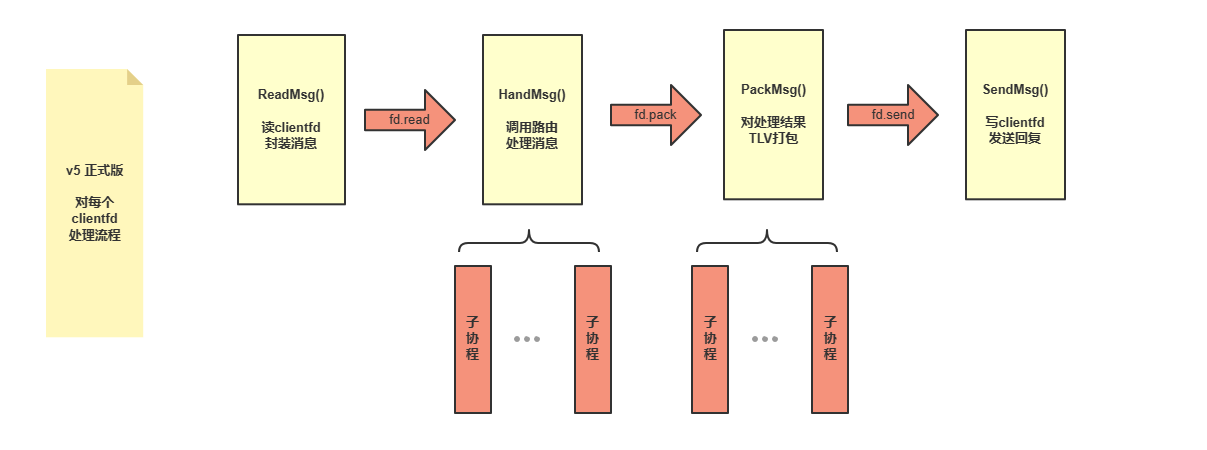 v5 正式版
对每个
clientfd
处理流程
ReadMsg()
读clientfd
封装消息
fd.read
HandMsg()
调用路由
处理消息
fd.pack
PackMsg()
对处理结果
TLV打包
fd.send
SendMsg()
写clientfd
发送回复
子
协
程
子
协
程
子
协
程
子
协
程